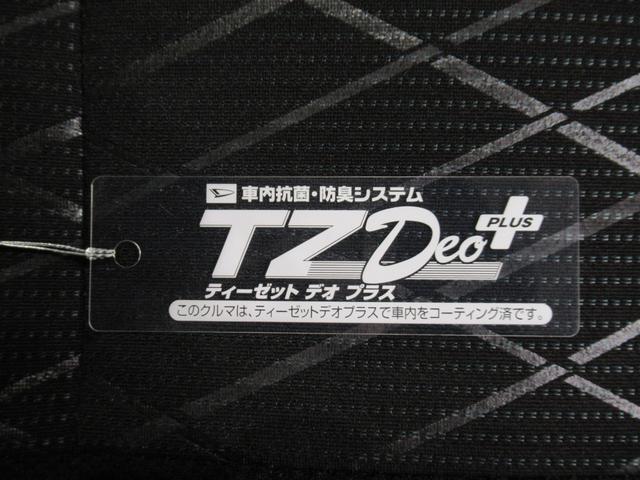 車内抗菌・防臭システム
TZ Deo PLUS
ティーゼット デオ プラス
このクルマは、ティーゼットデオプラスで車内をコーティング済です。